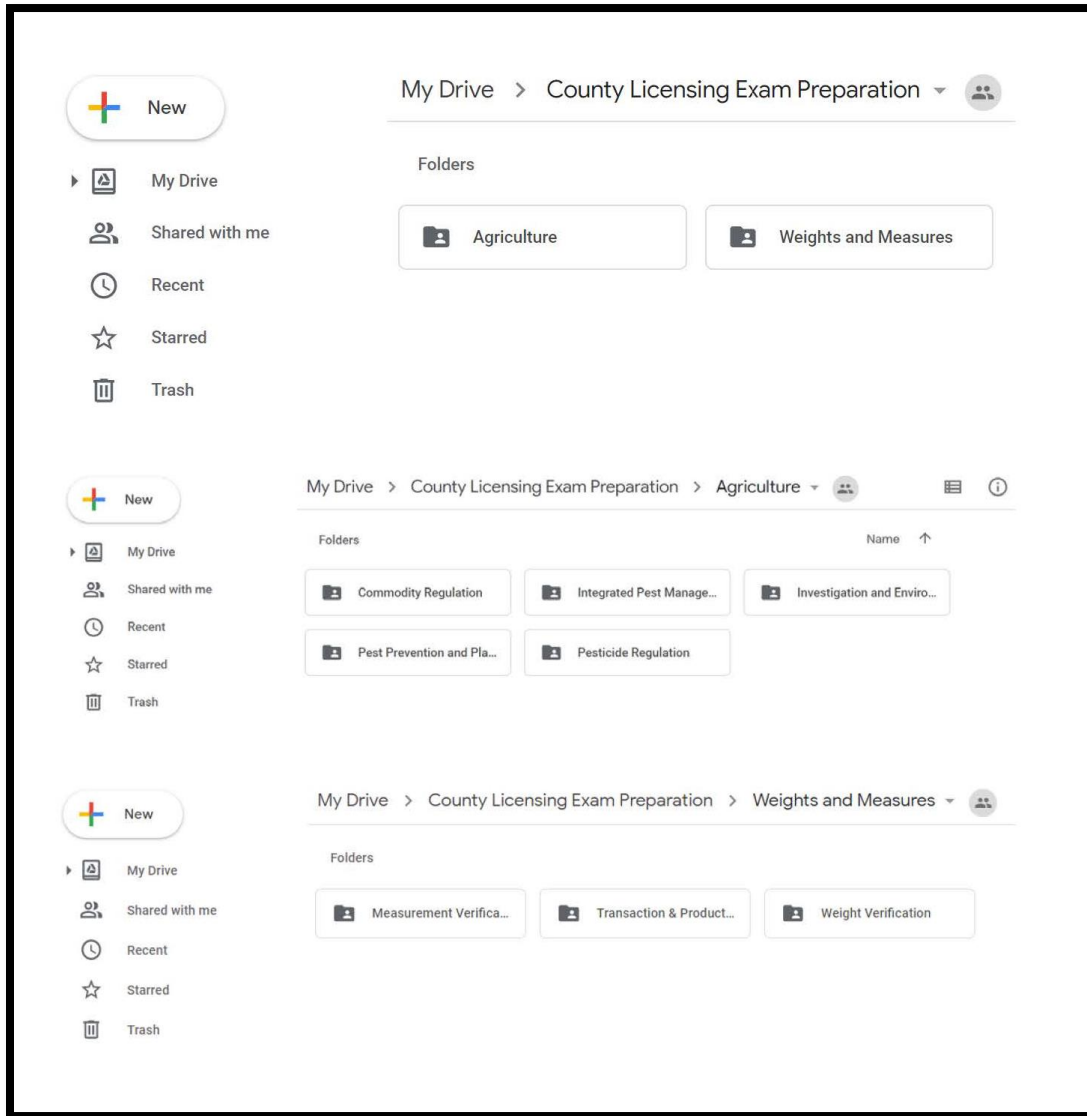 My Drive > County Licensing Exam Preparation
New
My Drive
Shared with me
Recent
Starred
Trash
Folders
Agriculture Weights and Measures
My Drive > County Licensing Exam Preparation > Agriculture
New
My Drive
Shared with me
Recent
Starred
Trash
Folders Name
Commodity Regulation Integrated Pest Manage... Investigation and Enviro...
Pest Prevention and Pla... Pesticide Regulation
My Drive > County Licensing Exam Preparation > Weights and Measures
New
My Drive
Shared with me
Recent
Starred
Trash
Folders
Measurement Verifica... Transaction & Product... Weight Verification